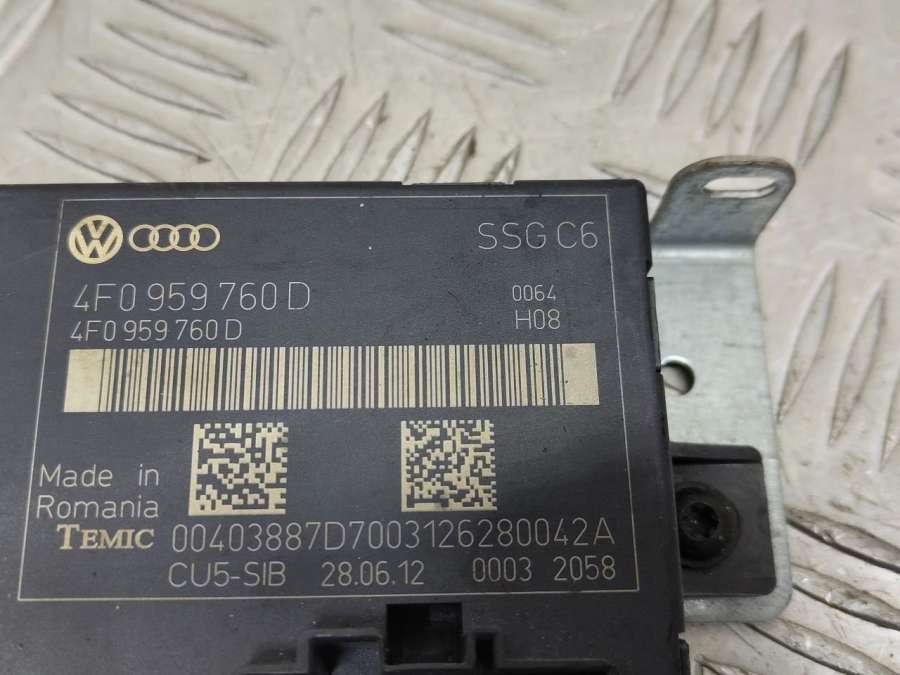 SSG C6
4F0 959 760 D
0064
4F0 959 760 D
H08
Made in
Romania
TEMIC 00403887D7003126280042A
CU5-SIB 28.06.12 0003 2058